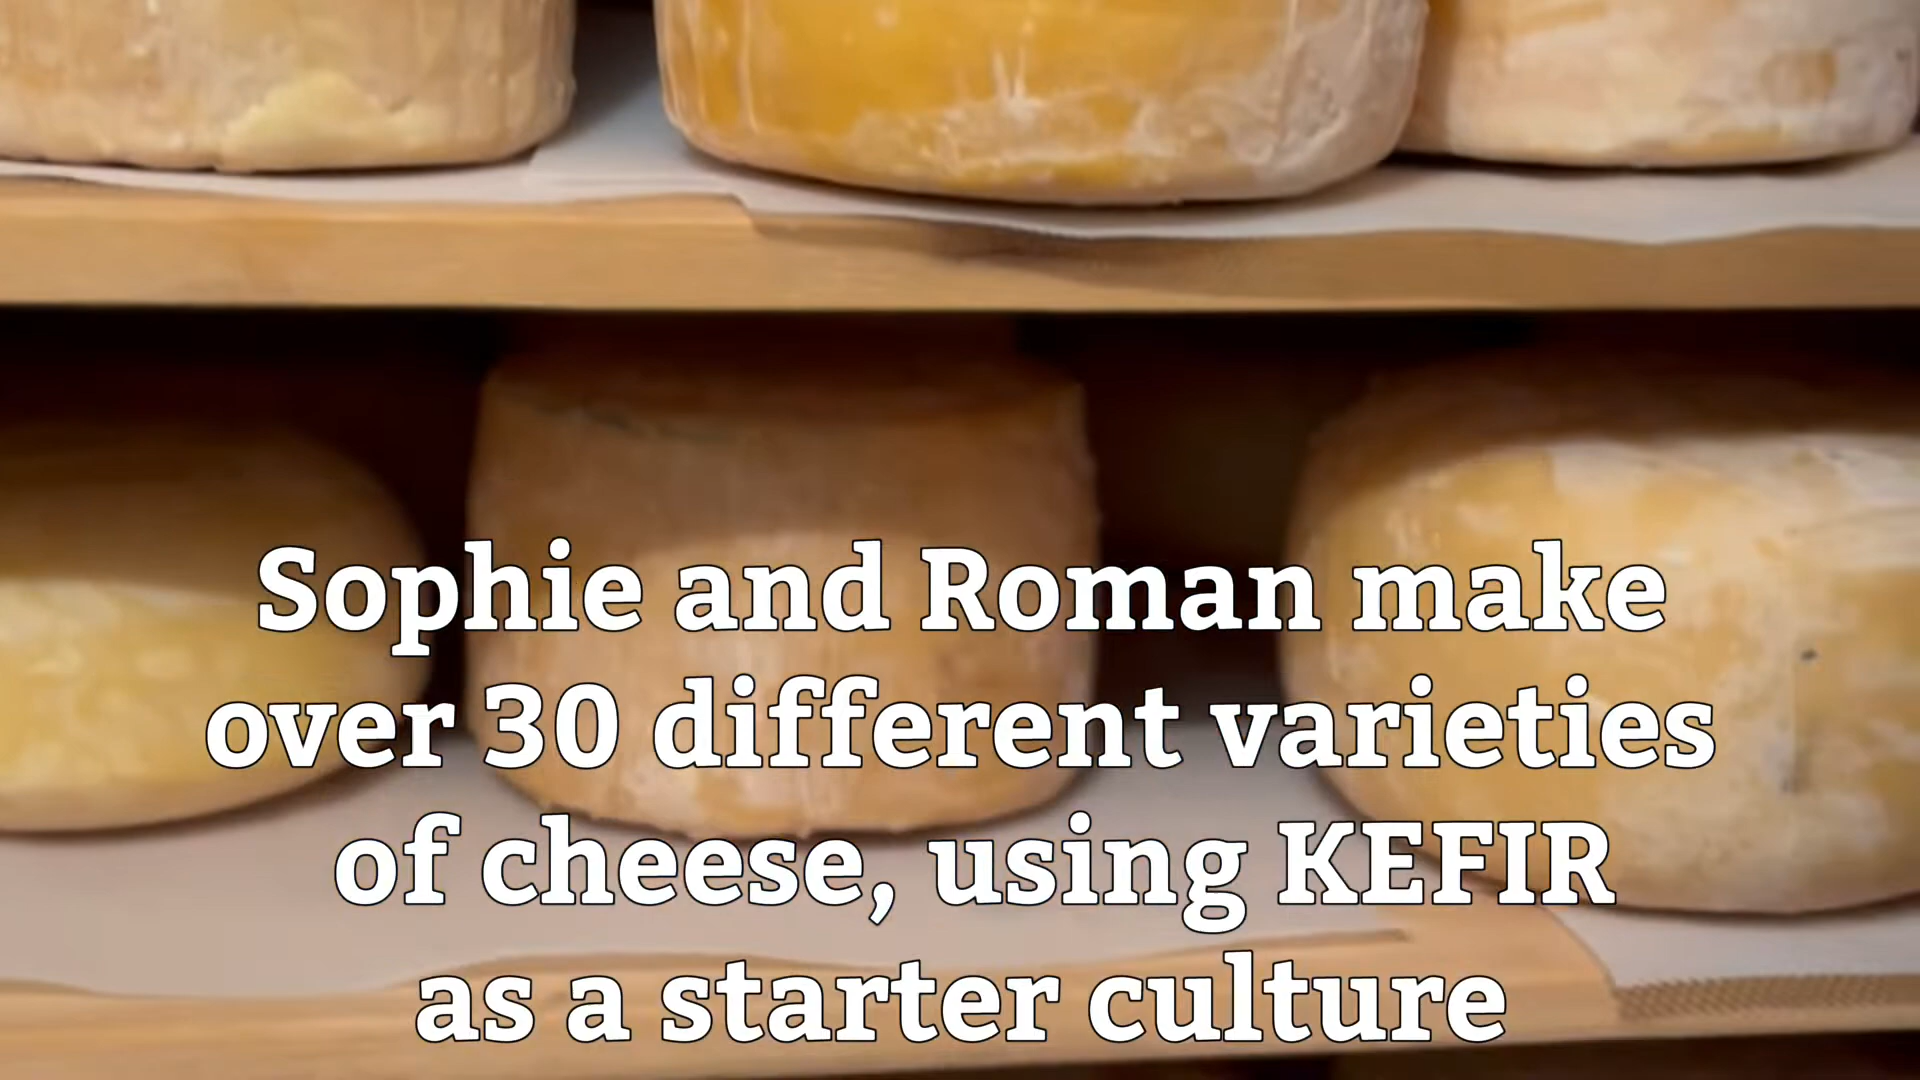 Sophie and Roman make
over 30 different varieties
of cheese, using KEFIR
as a starter culture